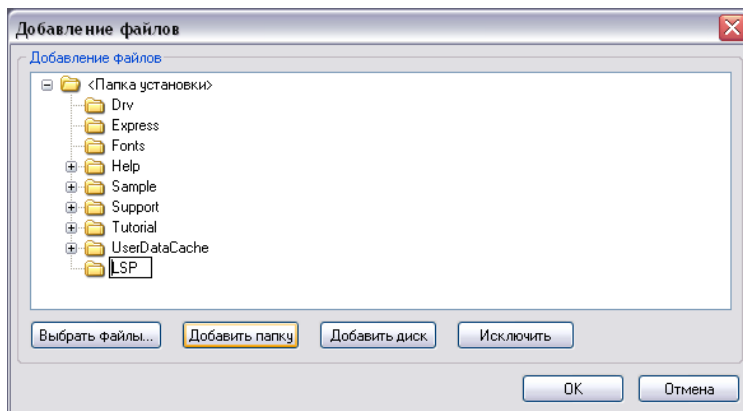 Добавление файлов
Добавление файлов
<Папка установки>
Drv
Express
Fonts
Help
Sample
Support
Tutorial
UserDataCache
LSP
Выбрать файлы... Добавить папку Добавить диск Исключить
OK Отмена